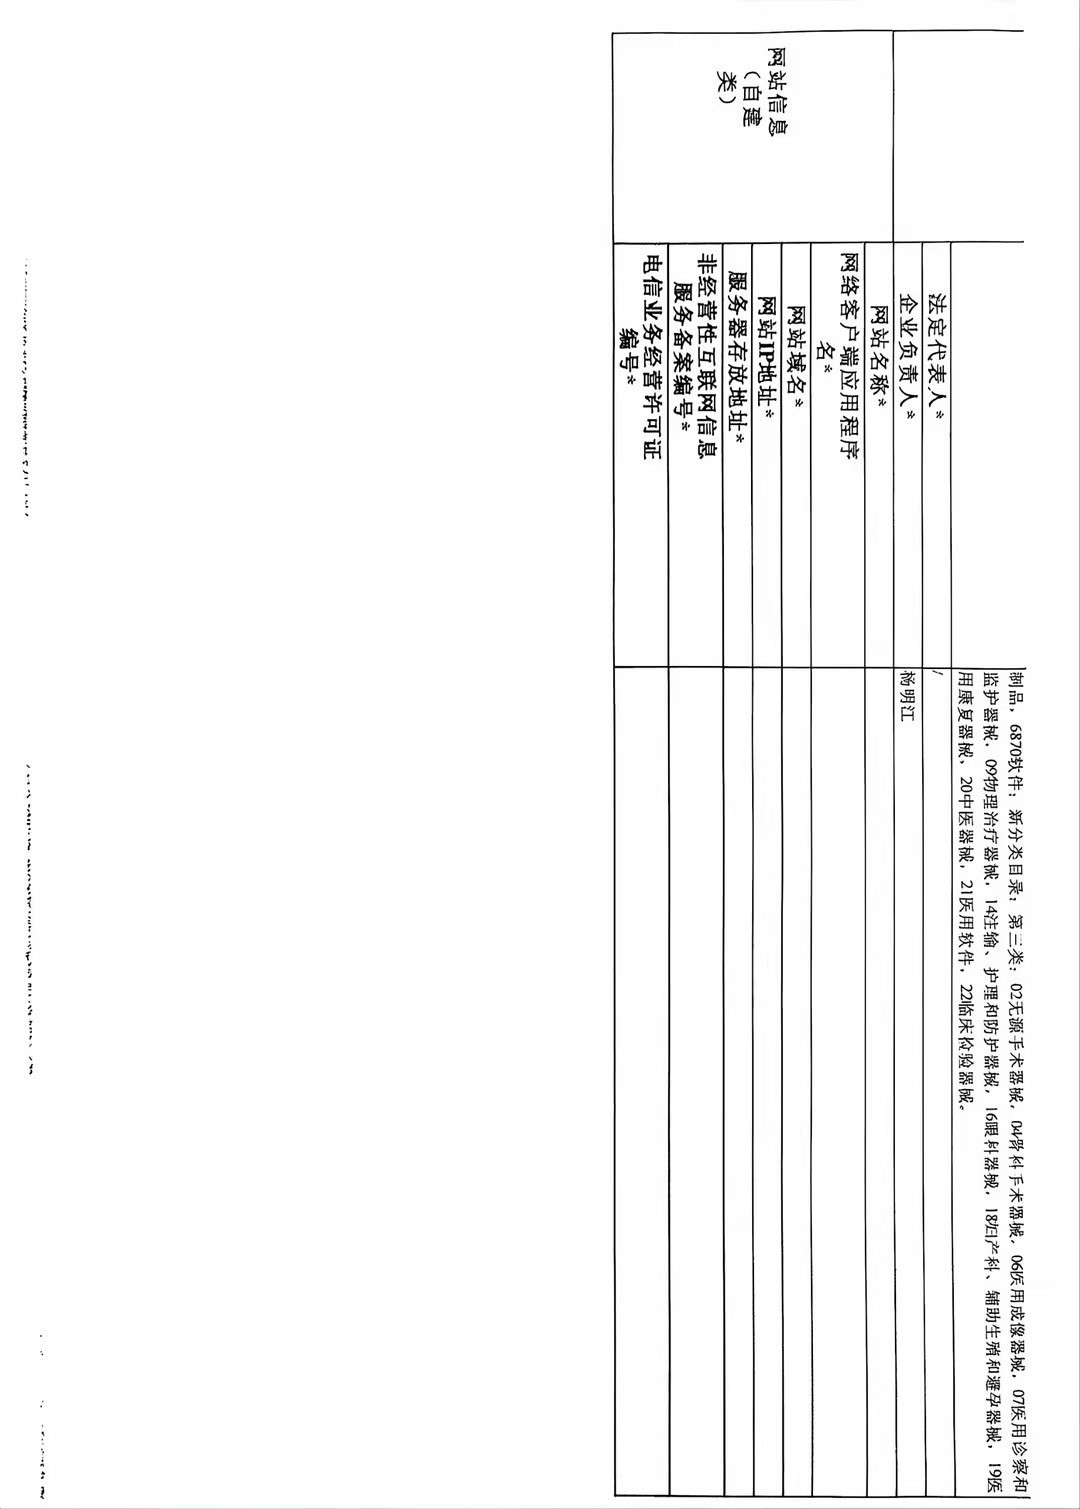 制品，6870软件；新分类目录：第三类：02无源手术器械，04骨科手术器械，06医用成像器械，07医用诊察和
监护器械，09物理治疗器械，14注输、护理和防护器械，16眼科器械，18妇产科、辅助生殖和避孕器械，19医
用康复器械，20中医器械，21医用软件，22临床检验器械。
法定代表人* /
企业负责人* 杨明江
网站信息
（自建
类）
网站名称*
网络客户端应用程序
名*
网站域名*
网站IP地址*
服务器存放地址*
非经营性互联网信息
服务备案编号*
电信业务经营许可证
编号*